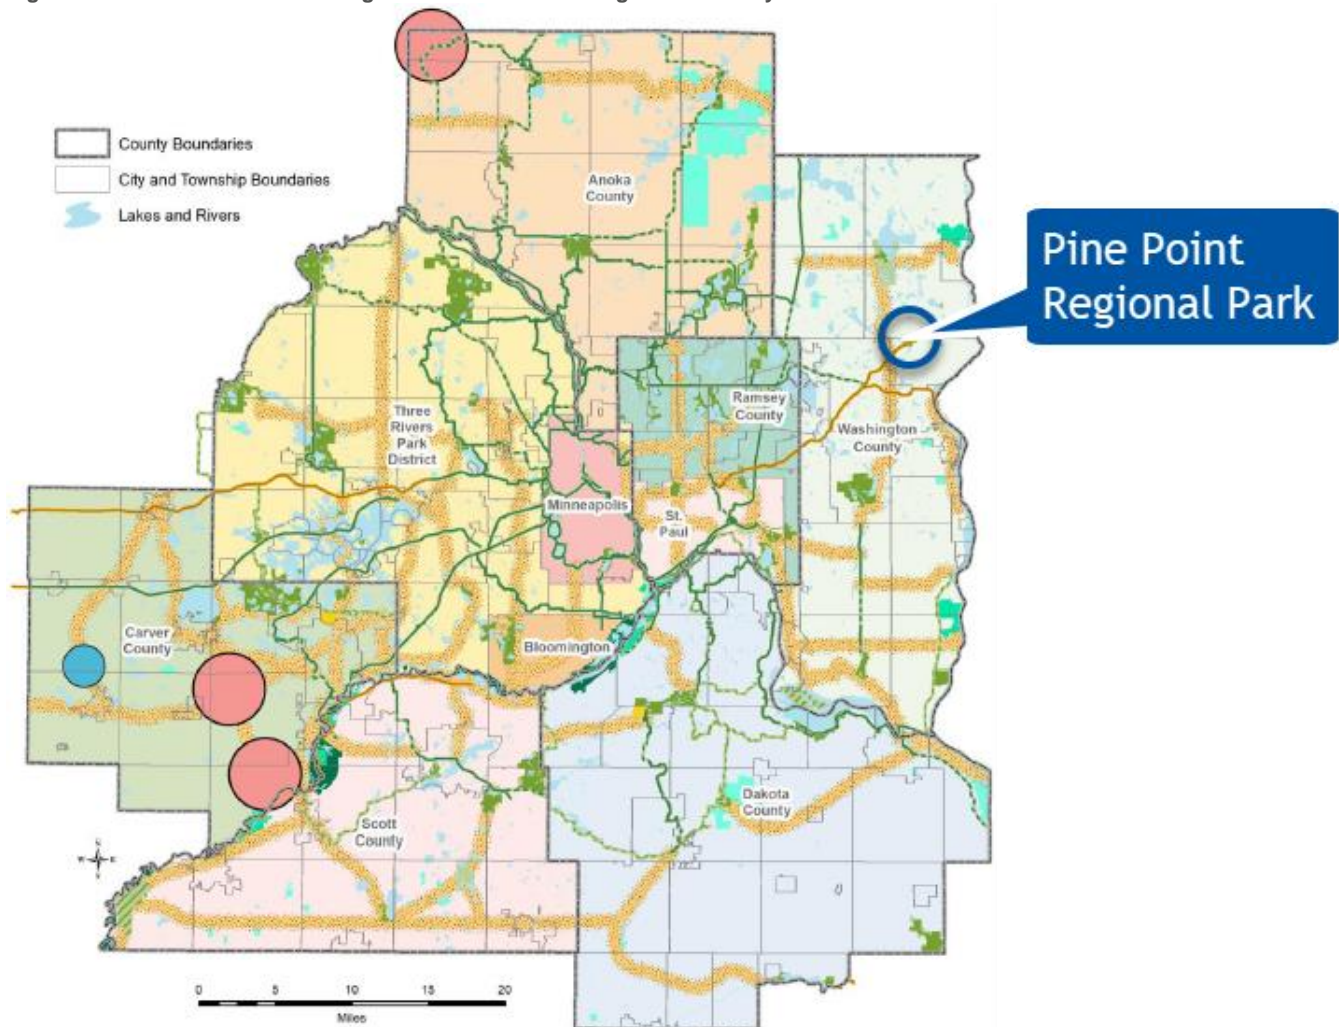 County Boundaries
City and Township Boundaries
Lakes and Rivers
Anoka
County
Pine Point
Regional Park
Three
Rivers
Park
District
Ramsey
County
Washington
County
Minneapolis
St.
Paul
Carver
County
Bloomington
Dakota
County
Scott
County
0 5 10 15 20
Miles